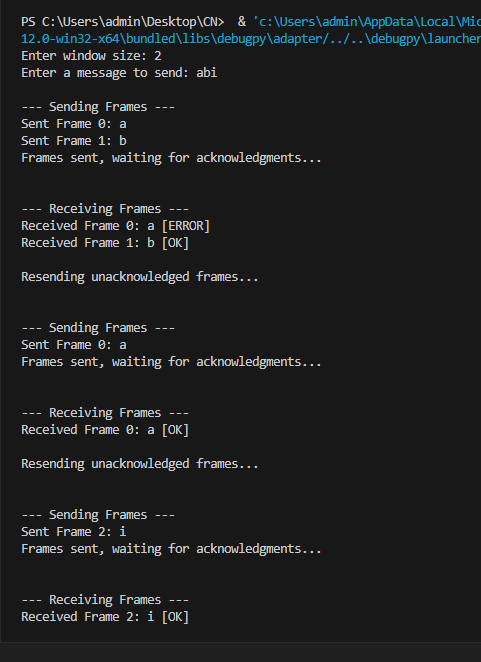 PS C:\Users\admin\Desktop\CN>  & 'c:\Users\admin\AppData\Local\Mic
12.0-win32-x64\bundled\libs\debugpy\adapter/../..\debugpy\launcher
Enter window size: 2
Enter a message to send: abi
--- Sending Frames ---
Sent Frame 0: a
Sent Frame 1: b
Frames sent, waiting for acknowledgments...
--- Receiving Frames ---
Received Frame 0: a [ERROR]
Received Frame 1: b [OK]
Resending unacknowledged frames...
--- Sending Frames ---
Sent Frame 0: a
Frames sent, waiting for acknowledgments...
--- Receiving Frames ---
Received Frame 0: a [OK]
Resending unacknowledged frames...
--- Sending Frames ---
Sent Frame 2: i
Frames sent, waiting for acknowledgments...
--- Receiving Frames ---
Received Frame 2: i [OK]